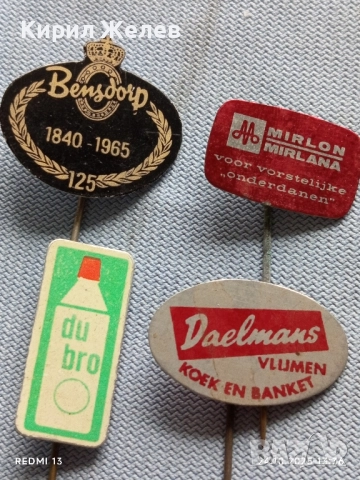 Кирил Желев
Bensdorp
1840 - 1965
125
MIRLON
MIRLANA
voor vorstelijke
„onderdanen"
du
bro
Daelmans
VLIJMEN
KOEK EN BANKET
REDMI 13